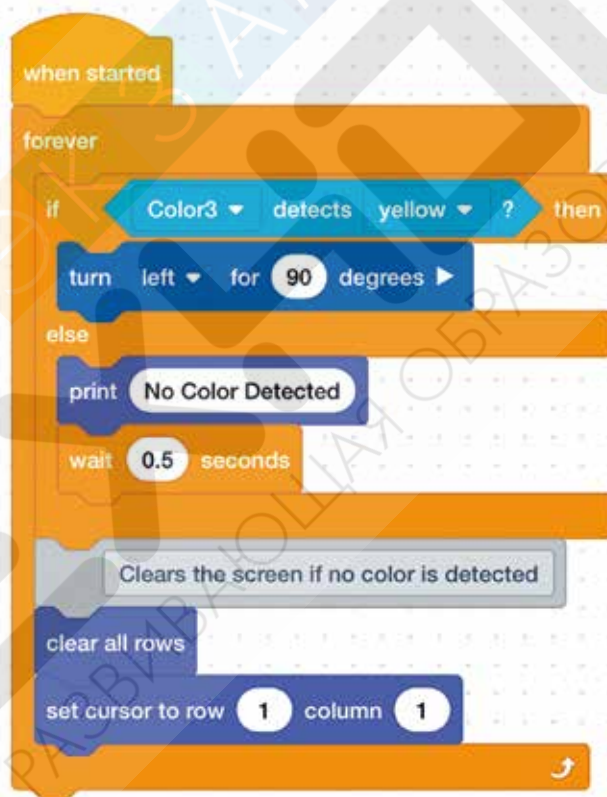 when started
forever
if Color3 detects yellow ? then
turn left for 90 degrees
else
print No Color Detected
wait 0.5 seconds
Clears the screen if no color is detected
clear all rows
set cursor to row 1 column 1
РАЗВИВАЮЩАЯ ОБРАЗО